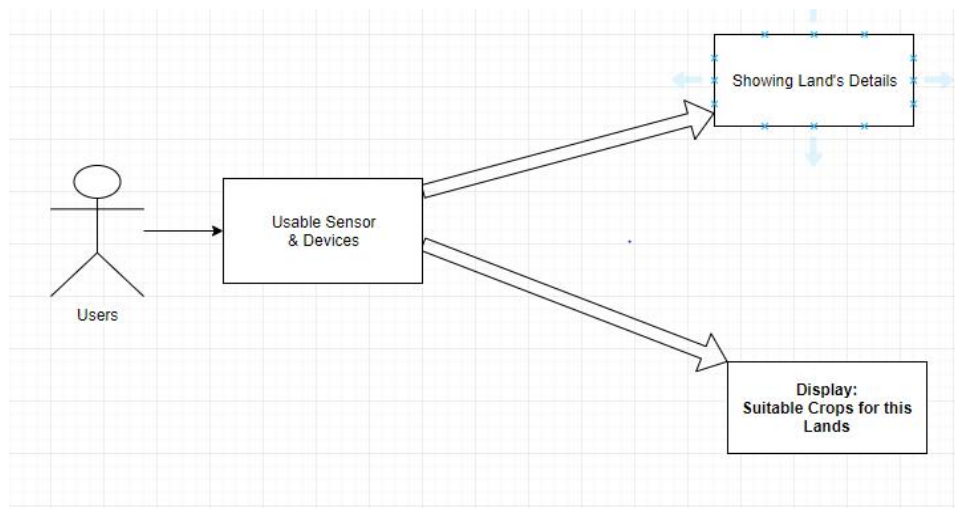 Showing Land's Details
Usable Sensor
& Devices
Users
Display:
Suitable Crops for this
Lands